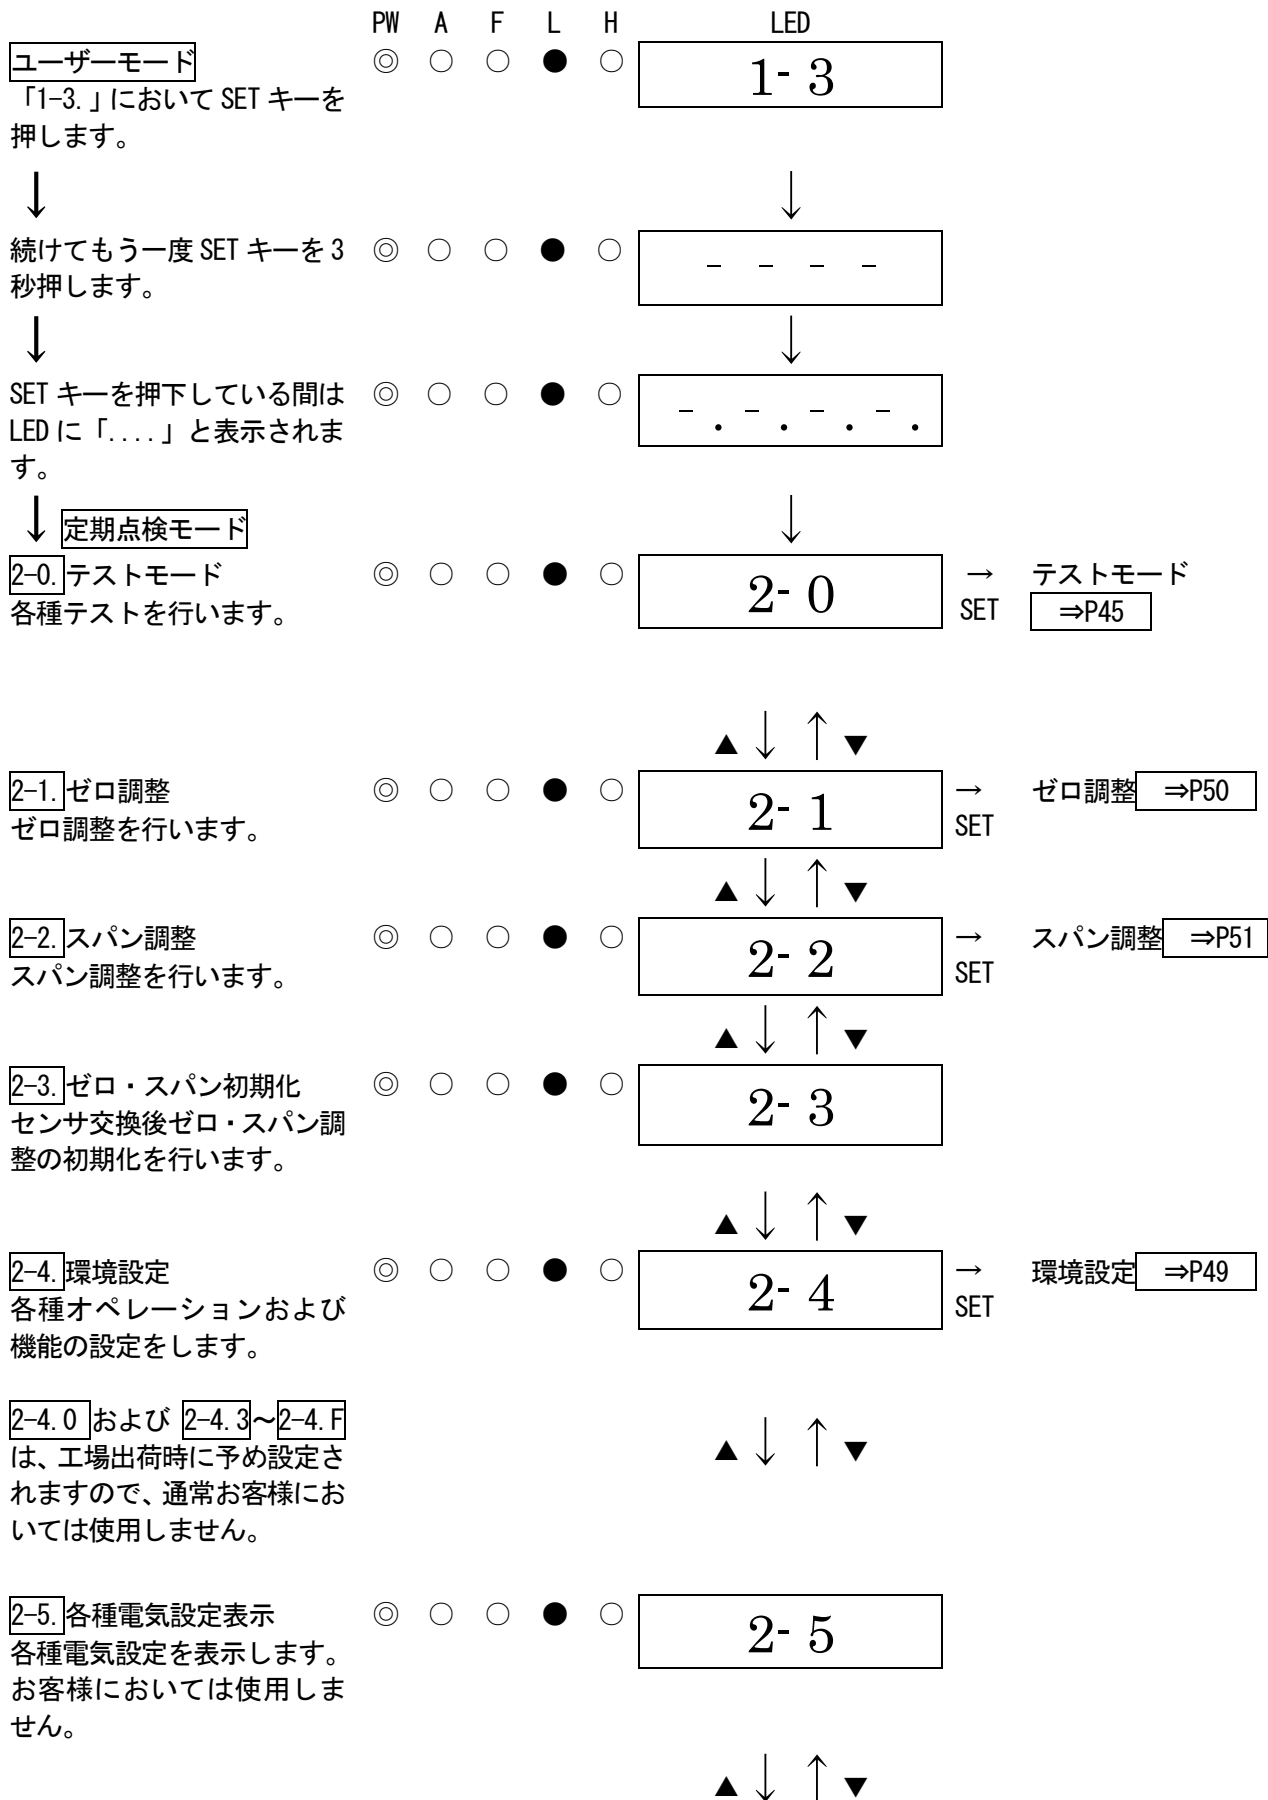 PW A F L H LED
ユーザーモード ◎ ○ ○ ● ○ 1- 3
「1-3.」において SET キーを
押します。
↓ ↓
続けてもう一度 SET キーを 3 ◎ ○ ○ ● ○ - - - -
秒押します。
↓ ↓
SET キーを押下している間は ◎ ○ ○ ● ○ -. -. -. -.
LED に「....」と表示されま
す。
↓ 定期点検モード ↓
2-0. テストモード ◎ ○ ○ ● ○ 2- 0 → テストモード
各種テストを行います。 SET ⇒P45
▲ ↓ ↑ ▼
2-1. ゼロ調整 ◎ ○ ○ ● ○ 2- 1 → ゼロ調整 ⇒P50
ゼロ調整を行います。 SET
▲ ↓ ↑ ▼
2-2. スパン調整 ◎ ○ ○ ● ○ 2- 2 → スパン調整 ⇒P51
スパン調整を行います。 SET
▲ ↓ ↑ ▼
2-3. ゼロ・スパン初期化 ◎ ○ ○ ● ○ 2- 3
センサ交換後ゼロ・スパン調
整の初期化を行います。
▲ ↓ ↑ ▼
2-4. 環境設定 ◎ ○ ○ ● ○ 2- 4 → 環境設定 ⇒P49
各種オペレーションおよび SET
機能の設定をします。
2-4.0 および 2-4.3～2-4.F
は、工場出荷時に予め設定さ ▲ ↓ ↑ ▼
れますので、通常お客様にお
いては使用しません。
2-5. 各種電気設定表示 ◎ ○ ○ ● ○ 2- 5
各種電気設定を表示します。
お客様においては使用しま
せん。
▲ ↓ ↑ ▼